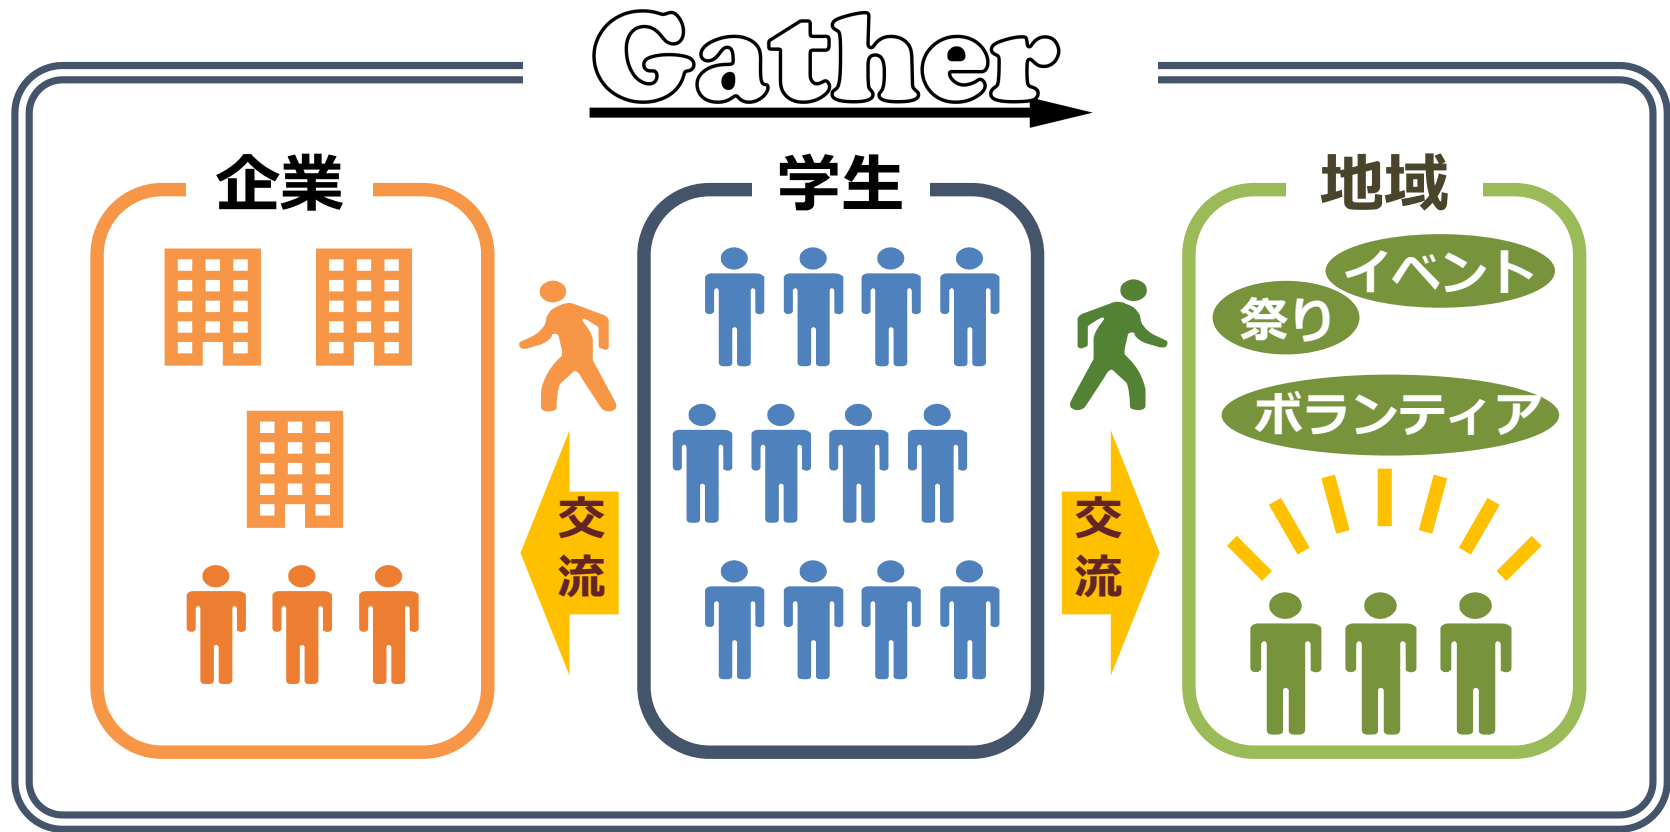 Gather
企業
学生
地域
イベント
祭り
ボランティア
交流
交流